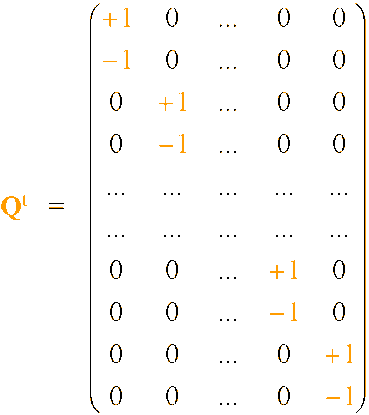 +1 0 ... 0 0
-1 0 ... 0 0
0 +1 ... 0 0
0 -1 ... 0 0
... ... ... ... ...
Qᵗ = ... ... ... ... ...
0 0 ... +1 0
0 0 ... -1 0
0 0 ... 0 +1
0 0 ... 0 -1